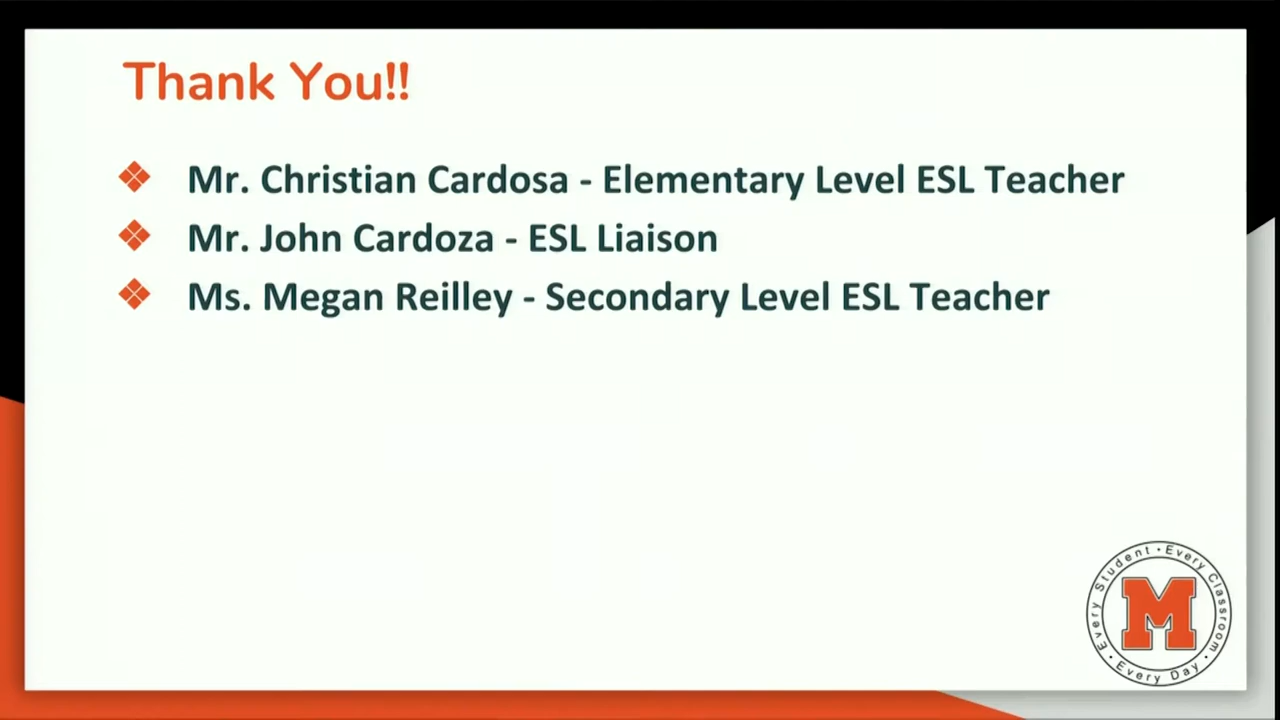 Thank You!!
Mr. Christian Cardosa - Elementary Level ESL Teacher
Mr. John Cardoza - ESL Liaison
Ms. Megan Reilley - Secondary Level ESL Teacher
Every Student • Every Classroom • Every Day •
M